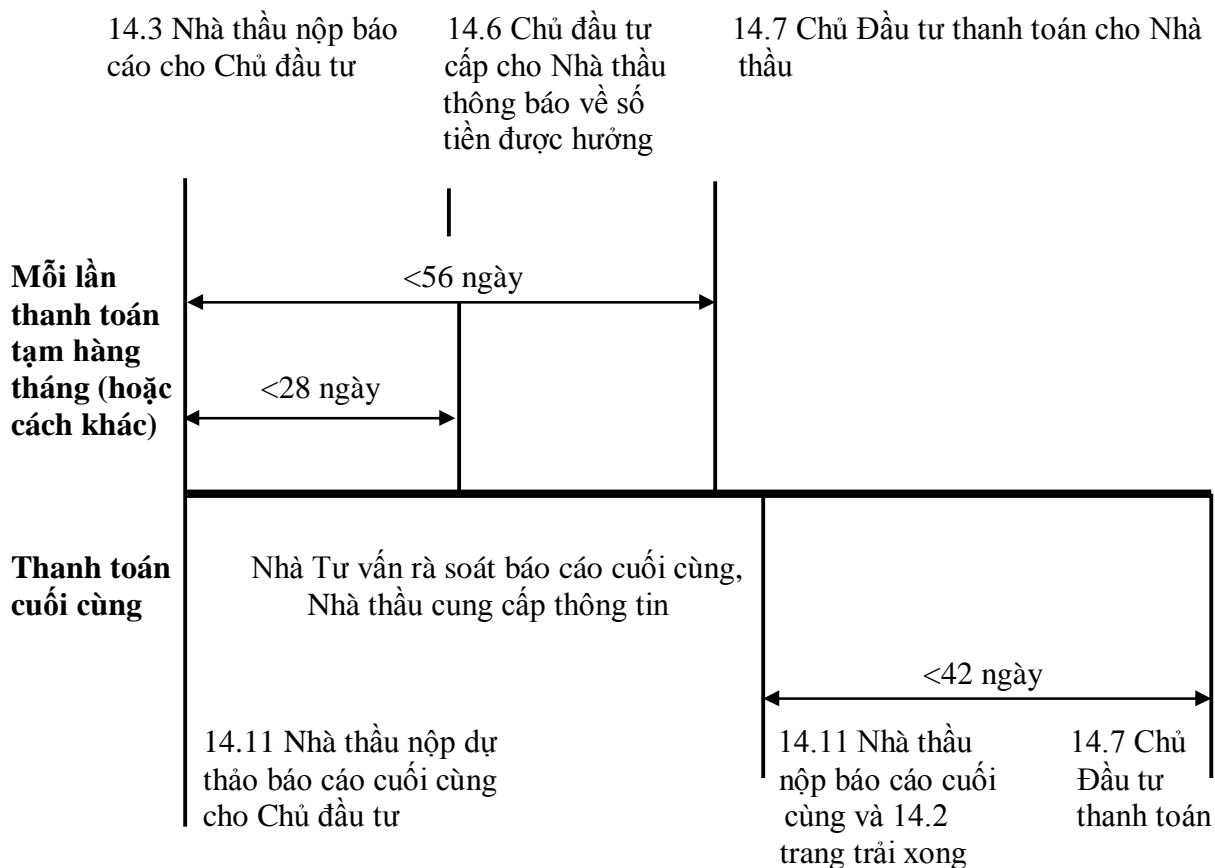 14.3 Nhà thầu nộp báo
cáo cho Chủ đầu tư
14.6 Chủ đầu tư
cấp cho Nhà thầu
thông báo về số
tiền được hưởng
14.7 Chủ Đầu tư thanh toán cho Nhà
thầu
Mỗi lần
thanh toán
tạm hàng
tháng (hoặc
cách khác)
<56 ngày
<28 ngày
Thanh toán
cuối cùng
Nhà Tư vấn rà soát báo cáo cuối cùng,
Nhà thầu cung cấp thông tin
<42 ngày
14.11 Nhà thầu nộp dự
thảo báo cáo cuối cùng
cho Chủ đầu tư
14.11 Nhà thầu
nộp báo cáo cuối
cùng và 14.2
trang trải xong
14.7 Chủ
Đầu tư
thanh toán